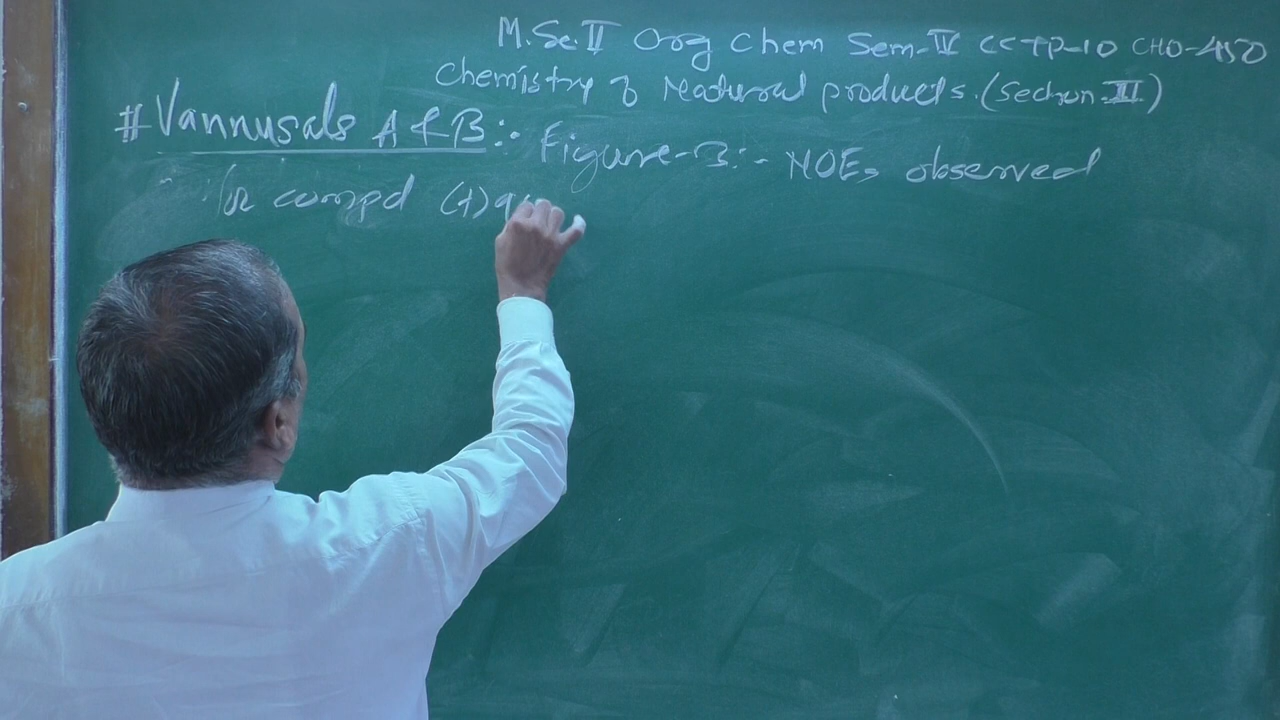 M.Sc.II Org Chem Sem-IV CCTP-10 CHO-450
Chemistry of Natural products. (Section-II)
# Vannusals A & B :- Figure-3:- NOEs observed
for compd (+)